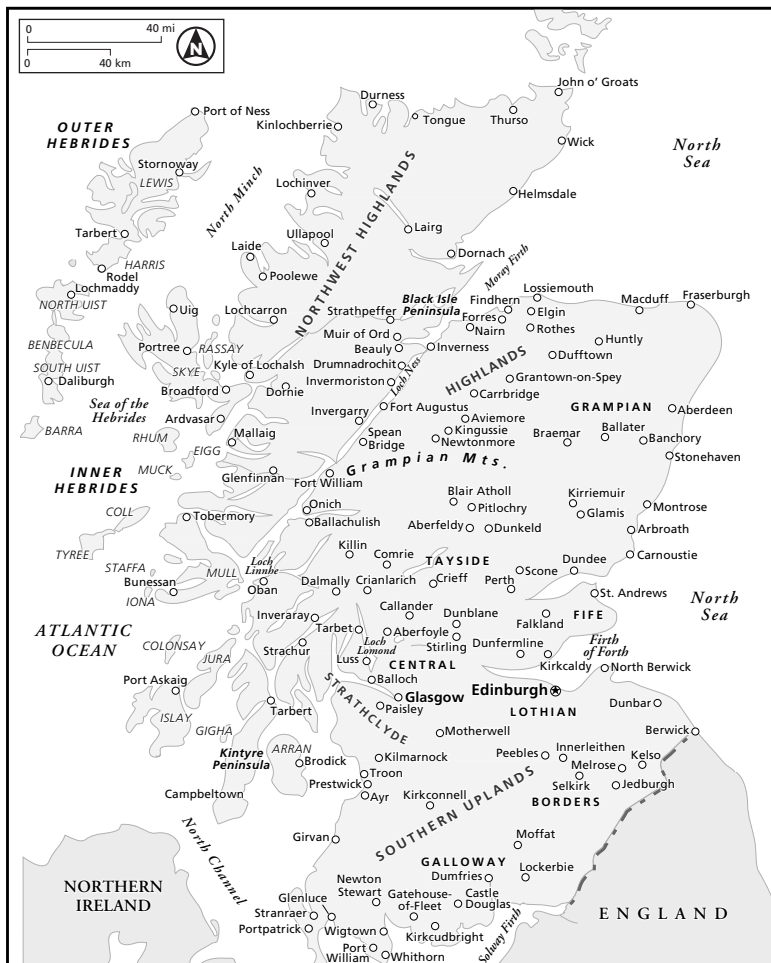 0 40 mi
0 40 km
N
John o' Groats
Durness
Port of Ness
Tongue
Thurso
Kinlochberrie
OUTER
HEBRIDES
Wick
North
Sea
Stornoway
LEWIS
North Minch
Lochinver
Helmsdale
NORTHWEST HIGHLANDS
Tarbert
Ullapool
Lairg
Laide
Dornach
HARRIS
Rodel
Poolewe
Moray Firth
Lochmaddy
NORTH UIST
Uig
Lochcarron
Strathpeffer
Black Isle
Peninsula
Findhern
Lossiemouth
Macduff
Fraserburgh
Forres
Elgin
Nairn
Rothes
Muir of Ord
Beauly
Inverness
Huntly
BENBECULA
Portree
RASSAY
Dufftown
SOUTH UIST
SKYE
Kyle of Lochalsh
Drumnadrochit
Loch Ness
HIGHLANDS
Daliburgh
Dornie
Invermoriston
Grantown-on-Spey
Broadford
Carrbridge
Sea of the
Hebrides
Ardvasar
Invergarry
Fort Augustus
GRAMPIAN
Aberdeen
Aviemore
BARRA
RHUM
Mallaig
Spean
Bridge
Kingussie
Newtonmore
Braemar
Ballater
Banchory
EIGG
Stonehaven
Grampian Mts.
INNER
HEBRIDES
MUCK
Glenfinnan
Fort William
Blair Atholl
Kirriemuir
COLL
Onich
Pitlochry
Glamis
Montrose
Tobermory
Ballachulish
Aberfeldy
Dunkeld
Arbroath
TYREE
Killin
Comrie
TAYSIDE
Dundee
Carnoustie
STAFFA
MULL
Loch
Linnhe
Bunessan
Oban
Dalmally
Crianlarich
Crieff
Perth
Scone
IONA
St. Andrews
North
Sea
Callander
Dunblane
Falkland
FIFE
Inveraray
ATLANTIC
OCEAN
COLONSAY
Tarbet
Aberfoyle
Stirling
Dunfermline
Firth
of Forth
Strachur
Loch
Lomond
JURA
Luss
CENTRAL
Kirkcaldy
North Berwick
Port Askaig
Balloch
STRATHCLYDE
Glasgow
Edinburgh
ISLAY
Tarbert
Paisley
LOTHIAN
Dunbar
GIGHA
Motherwell
Berwick
Kintyre
Peninsula
ARRAN
Brodick
Kilmarnock
Peebles
Innerleithen
Kelso
Melrose
Troon
Prestwick
Selkirk
Jedburgh
Campbeltown
Ayr
Kirkconnell
BORDERS
SOUTHERN UPLANDS
North Channel
Girvan
Moffat
GALLOWAY
Dumfries
Lockerbie
NORTHERN
IRELAND
Newton
Stewart
Gatehouse-
of-Fleet
Castle
Douglas
Glenluce
Stranraer
Portpatrick
Wigtown
Kirkcudbright
Solway Firth
ENGLAND
Port
William
Whithorn